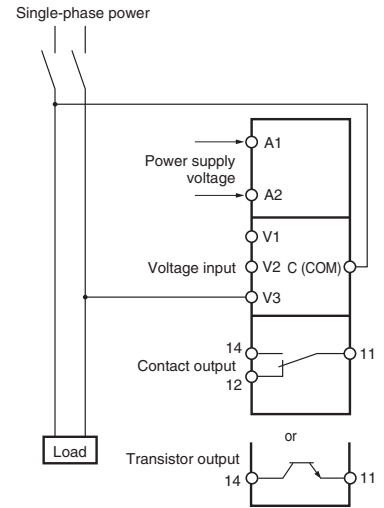 Single-phase power
A1
Power supply
voltage
A2
V1
Voltage input V2 C (COM)
V3
14 11
Contact output
12
or
Load
Transistor output
14 11